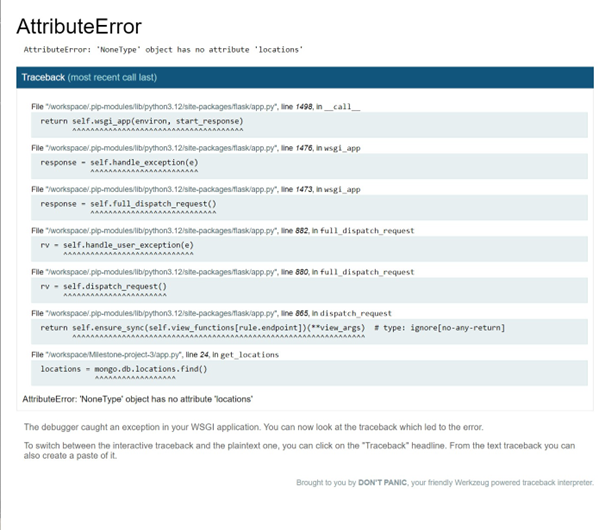 AttributeError
AttributeError: 'NoneType' object has no attribute 'locations'
Traceback (most recent call last)
File "/workspace/.pip-modules/lib/python3.12/site-packages/flask/app.py", line 1498, in __call__
return self.wsgi_app(environ, start_response)
^^^^^^^^^^^^^^^^^^^^^^^^^^^^^^^^^^^^^^
File "/workspace/.pip-modules/lib/python3.12/site-packages/flask/app.py", line 1476, in wsgi_app
response = self.handle_exception(e)
^^^^^^^^^^^^^^^^^^^^^^^^
File "/workspace/.pip-modules/lib/python3.12/site-packages/flask/app.py", line 1473, in wsgi_app
response = self.full_dispatch_request()
^^^^^^^^^^^^^^^^^^^^^^^^^^^^
File "/workspace/.pip-modules/lib/python3.12/site-packages/flask/app.py", line 882, in full_dispatch_request
rv = self.handle_user_exception(e)
^^^^^^^^^^^^^^^^^^^^^^^^^^^^^
File "/workspace/.pip-modules/lib/python3.12/site-packages/flask/app.py", line 880, in full_dispatch_request
rv = self.dispatch_request()
^^^^^^^^^^^^^^^^^^^^^^^
File "/workspace/.pip-modules/lib/python3.12/site-packages/flask/app.py", line 865, in dispatch_request
return self.ensure_sync(self.view_functions[rule.endpoint])(**view_args)  # type: ignore[no-any-return]
^^^^^^^^^^^^^^^^^^^^^^^^^^^^^^^^^^^^^^^^^^^^^^^^^^^^^^^^^^^^^^^^^
File "/workspace/Milestone-project-3/app.py", line 24, in get_locations
locations = mongo.db.locations.find()
^^^^^^^^^^^^^^^^^^
AttributeError: 'NoneType' object has no attribute 'locations'
The debugger caught an exception in your WSGI application. You can now look at the traceback which led to the error.
To switch between the interactive traceback and the plaintext one, you can click on the "Traceback" headline. From the text traceback you can
also create a paste of it.
Brought to you by DON'T PANIC, your friendly Werkzeug powered traceback interpreter.